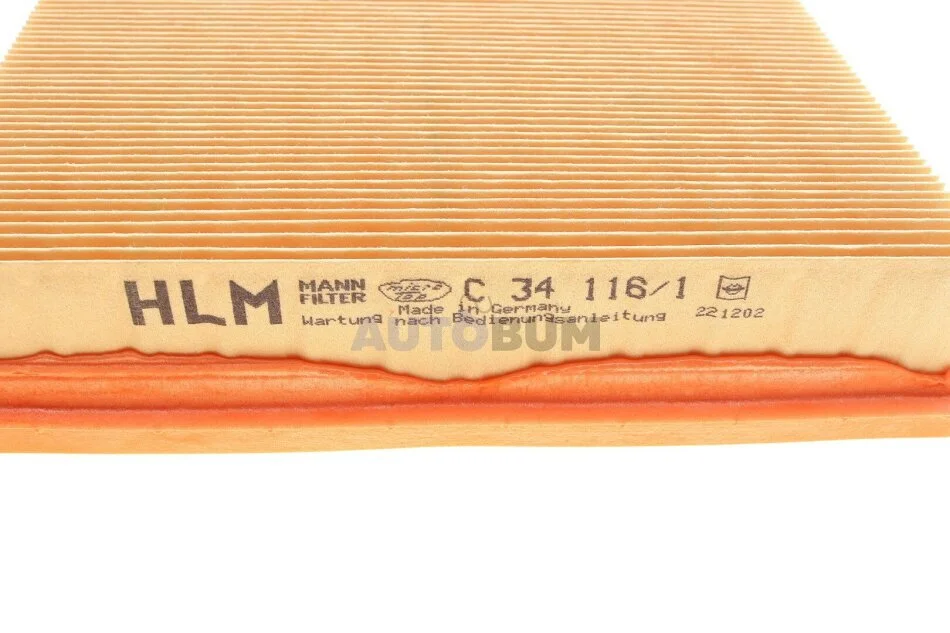 HLM MANN FILTER micro Top C 34 116/1
Made in Germany
Wartung nach Bedienungsanleitung 221202
AUTOBUM